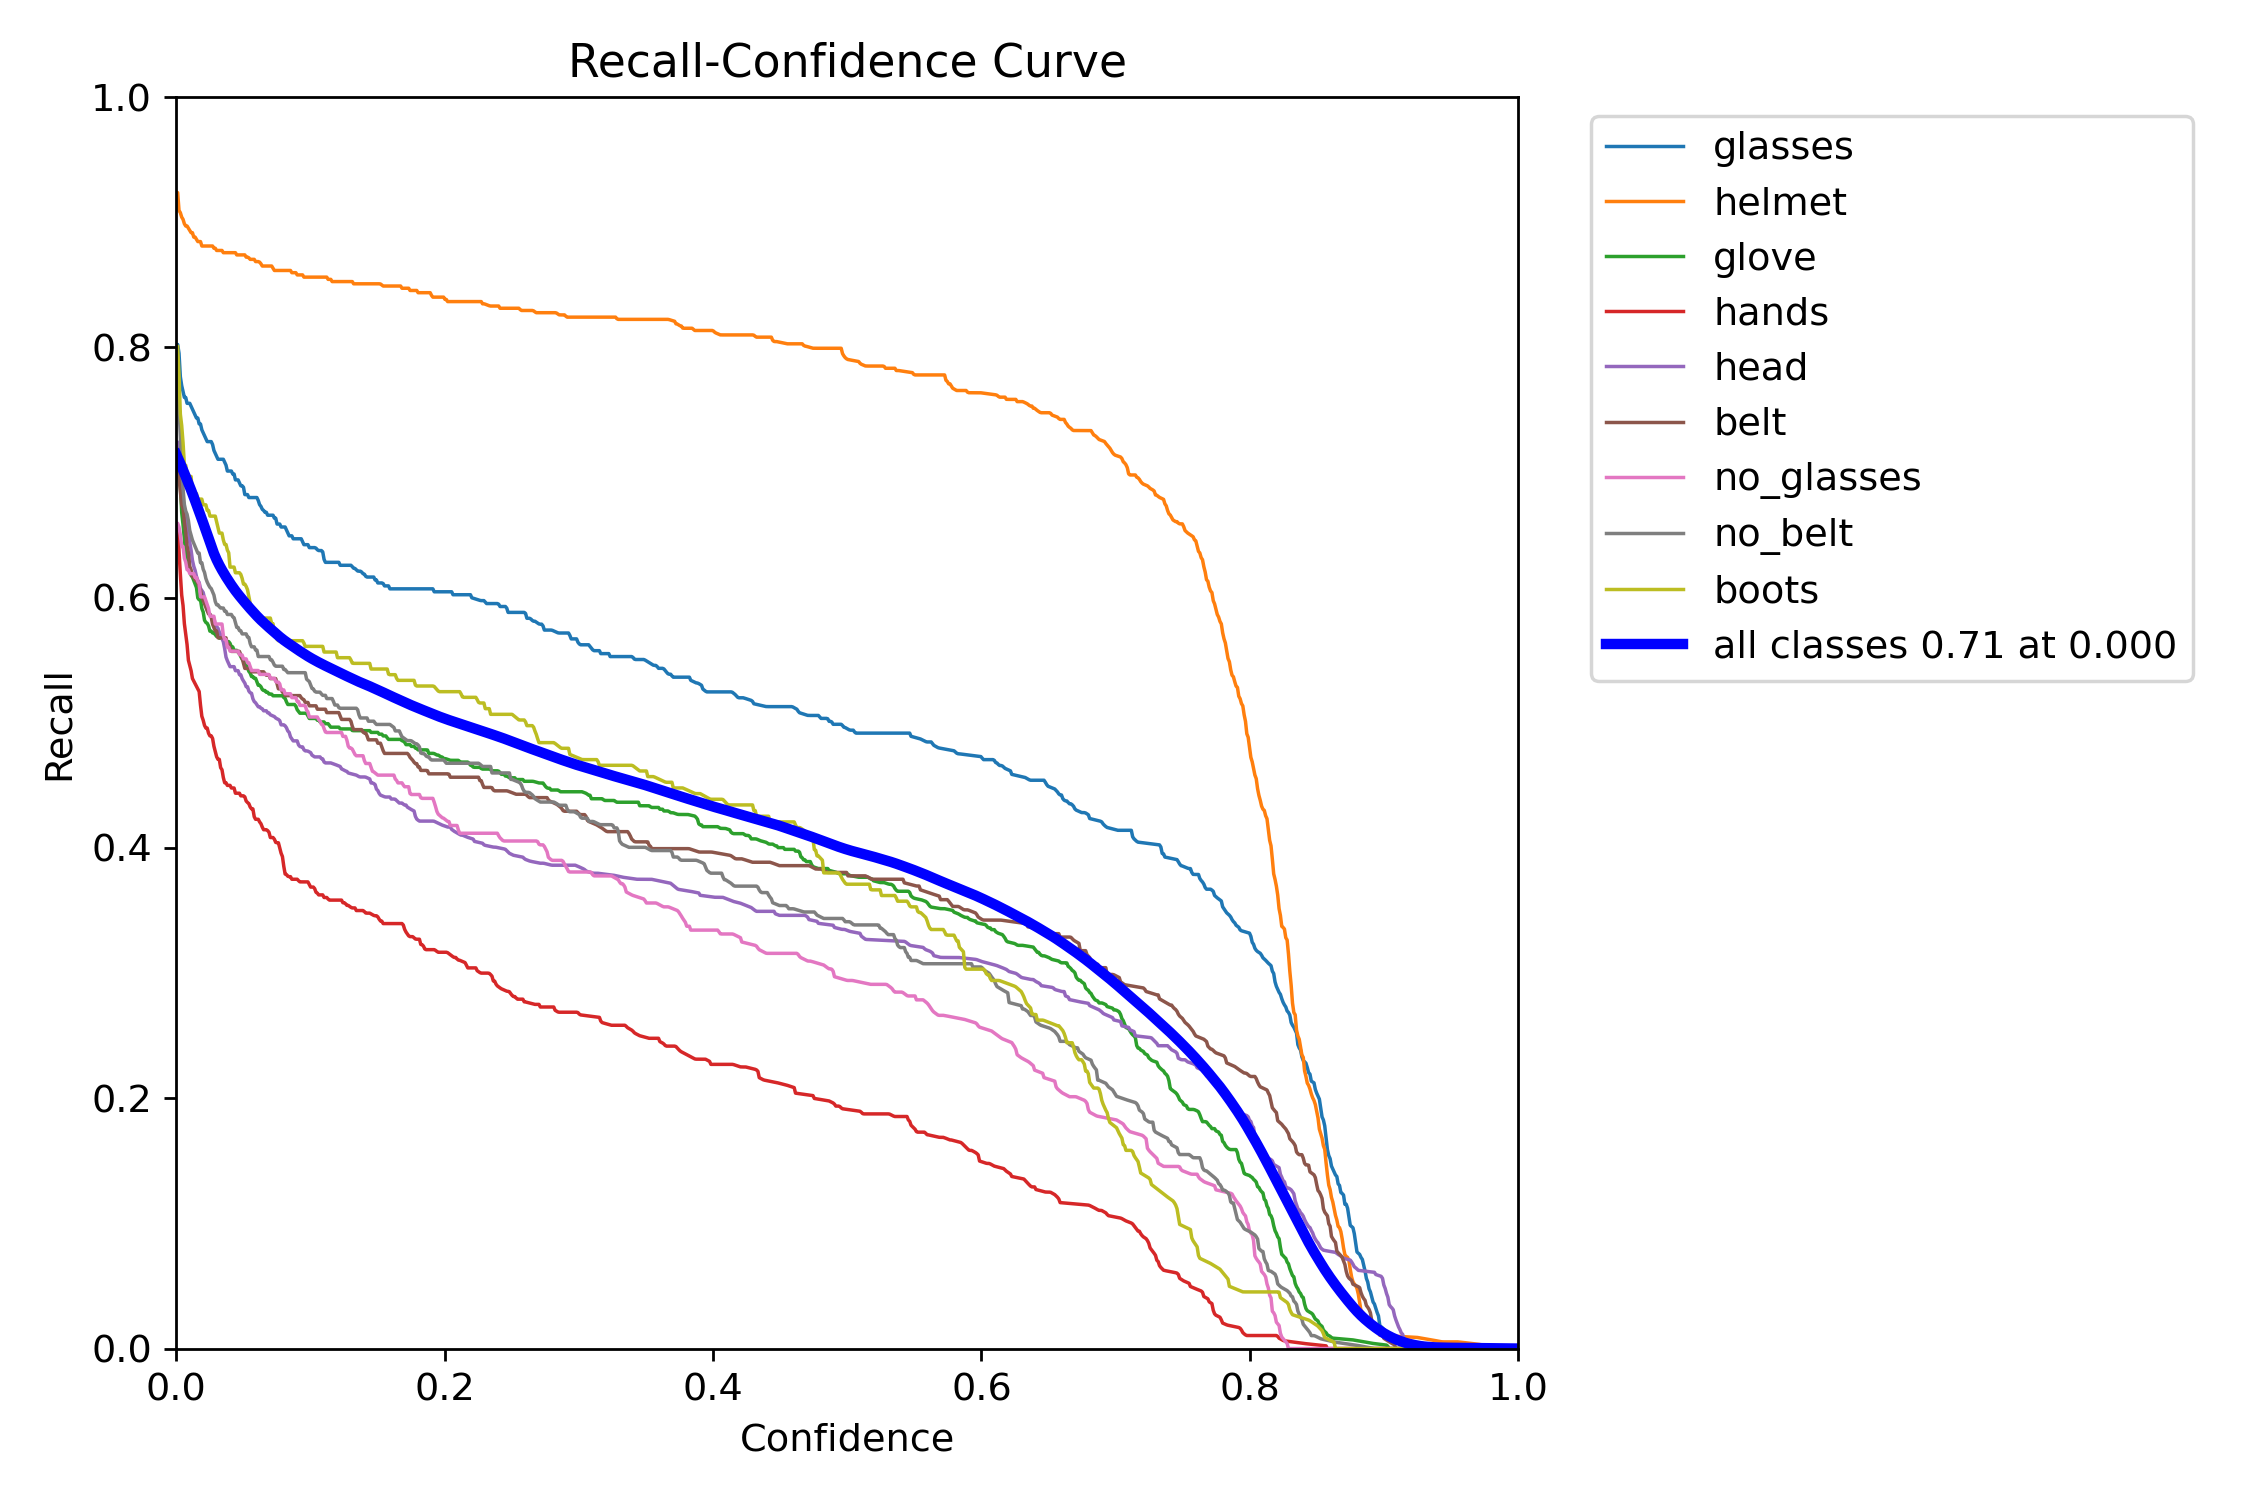 Recall-Confidence Curve
1.0
0.8
0.6
0.4
0.2
0.0
Recall
0.0
0.2
0.4
0.6
0.8
1.0
Confidence
glasses
helmet
glove
hands
head
belt
no_glasses
no_belt
boots
all classes 0.71 at 0.000